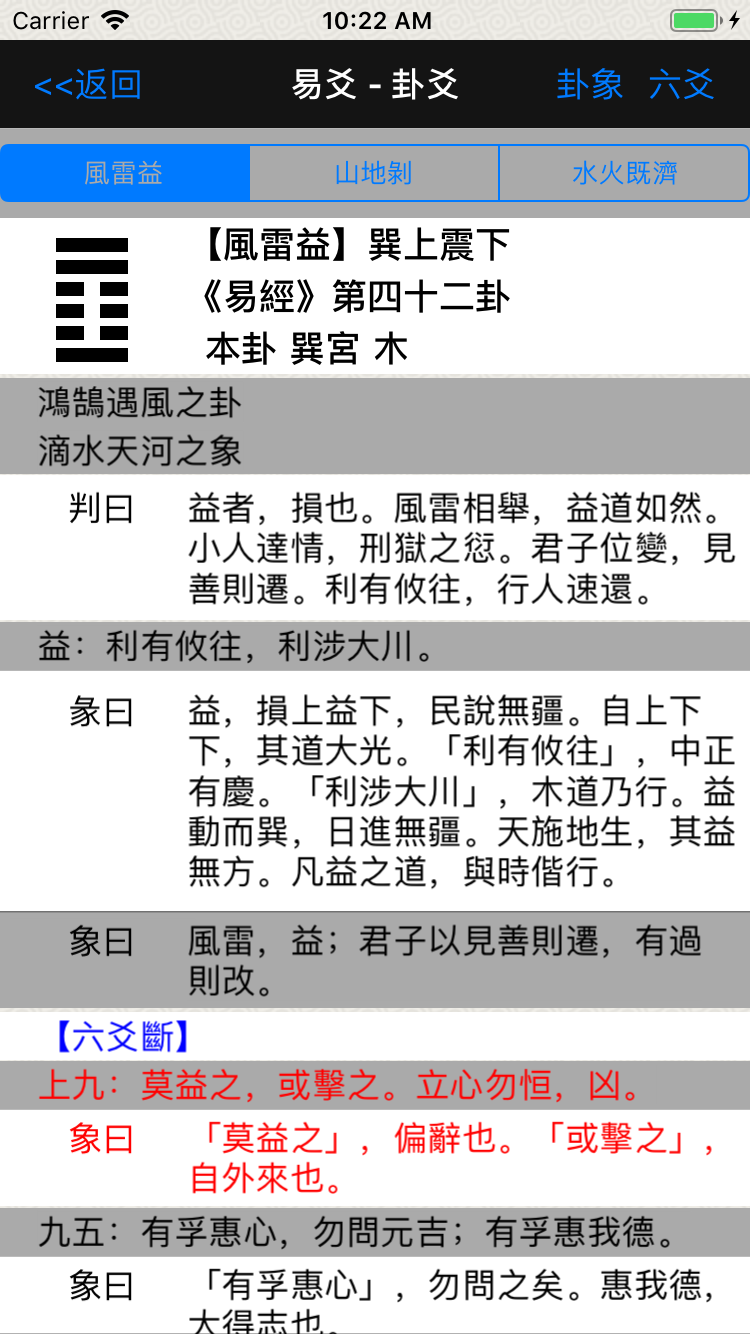 Carrier 10:22 AM
<<返回 易爻 - 卦爻 卦象 六爻
風雷益 山地剝 水火既濟
【風雷益】巽上震下
《易經》第四十二卦
本卦 巽宮 木
鴻鵠遇風之卦
滴水天河之象
判曰 益者，損也。風雷相舉，益道如然。
小人達情，刑獄之愆。君子位變，見
善則遷。利有攸往，行人速還。
益：利有攸往，利涉大川。
彖曰 益，損上益下，民說無疆。自上下
下，其道大光。「利有攸往」，中正
有慶。「利涉大川」，木道乃行。益
動而巽，日進無疆。天施地生，其益
無方。凡益之道，與時偕行。
象曰 風雷，益；君子以見善則遷，有過
則改。
【六爻斷】
上九：莫益之，或擊之。立心勿恒，凶。
象曰 「莫益之」，偏辭也。「或擊之」，
自外來也。
九五：有孚惠心，勿問元吉；有孚惠我德。
象曰 「有孚惠心」，勿問之矣。惠我德，
大得志也。